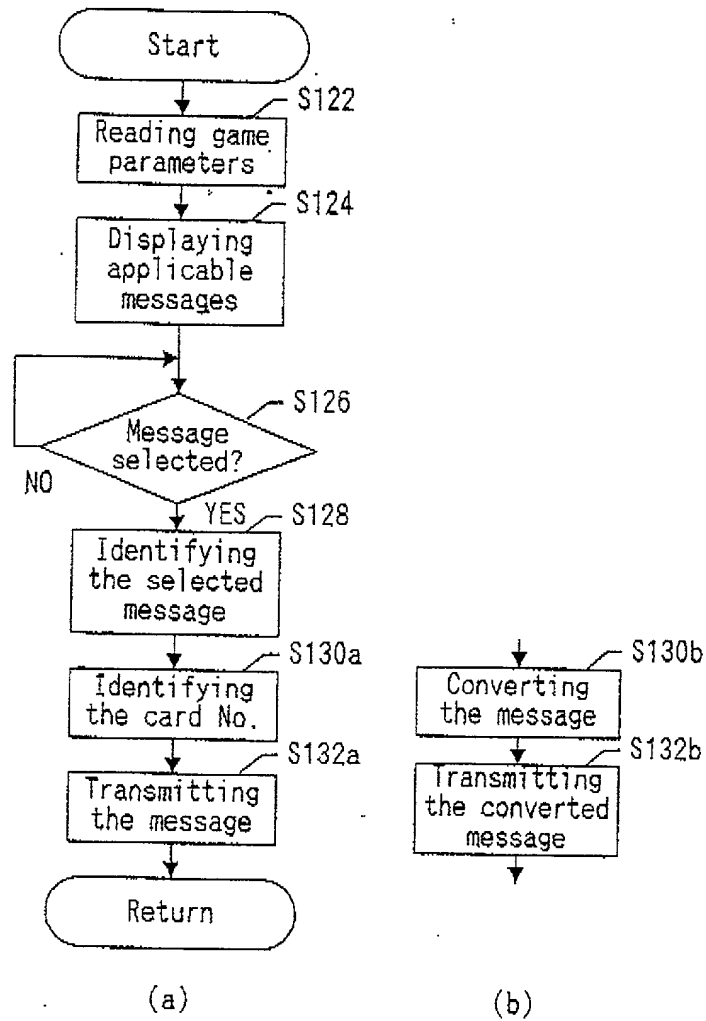 Start
S122
Reading game
parameters
S124
Displaying
applicable
messages
S126
Message
selected?
NO
YES
S128
Identifying
the selected
message
S130a
Identifying
the card No.
S132a
Transmitting
the message
Return
(a)
S130b
Converting
the message
S132b
Transmitting
the converted
message
(b)